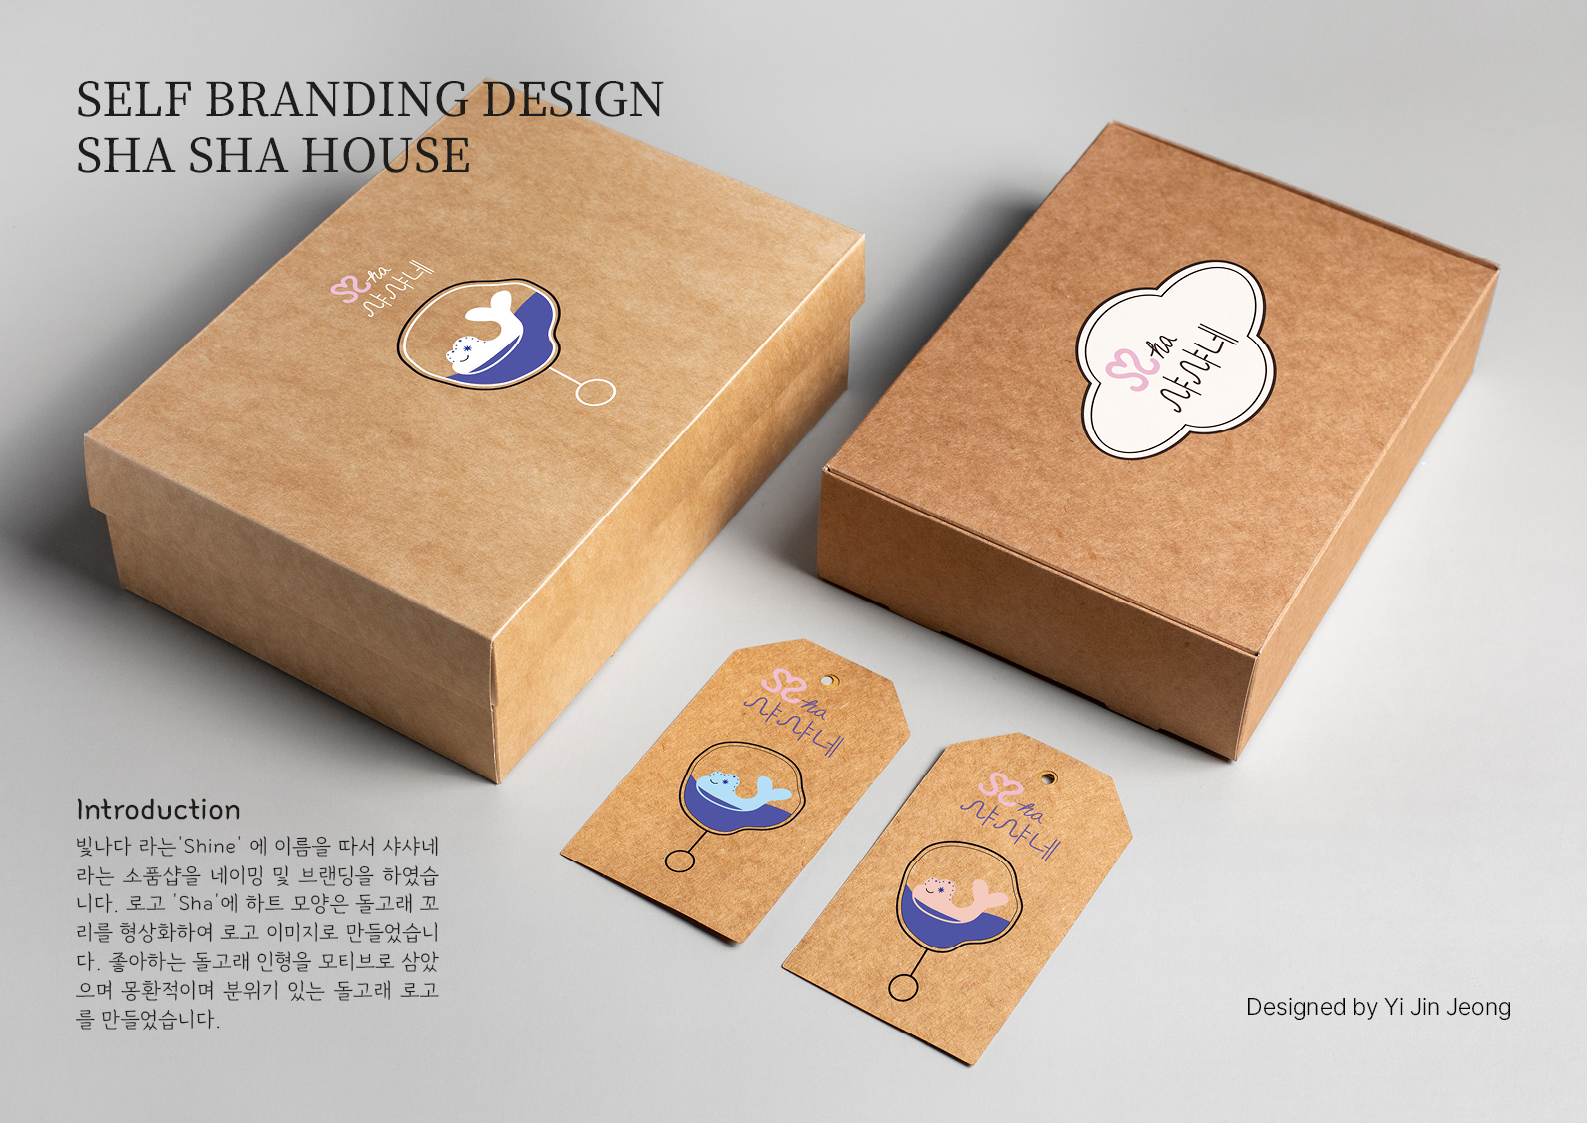 SELF BRANDING DESIGN
SHA SHA HOUSE
Sha
샤샤네
Sha
샤샤네
Sha
샤샤네
Sha
샤샤네
Introduction
빛나다 라는'Shine' 에 이름을 따서 샤샤네
라는 소품샵을 네이밍 및 브랜딩을 하였습
니다. 로고 'Sha'에 하트 모양은 돌고래 꼬
리를 형상화하여 로고 이미지로 만들었습니
다. 좋아하는 돌고래 인형을 모티브로 삼았
으며 몽환적이며 분위기 있는 돌고래 로고
를 만들었습니다.
Designed by Yi Jin Jeong